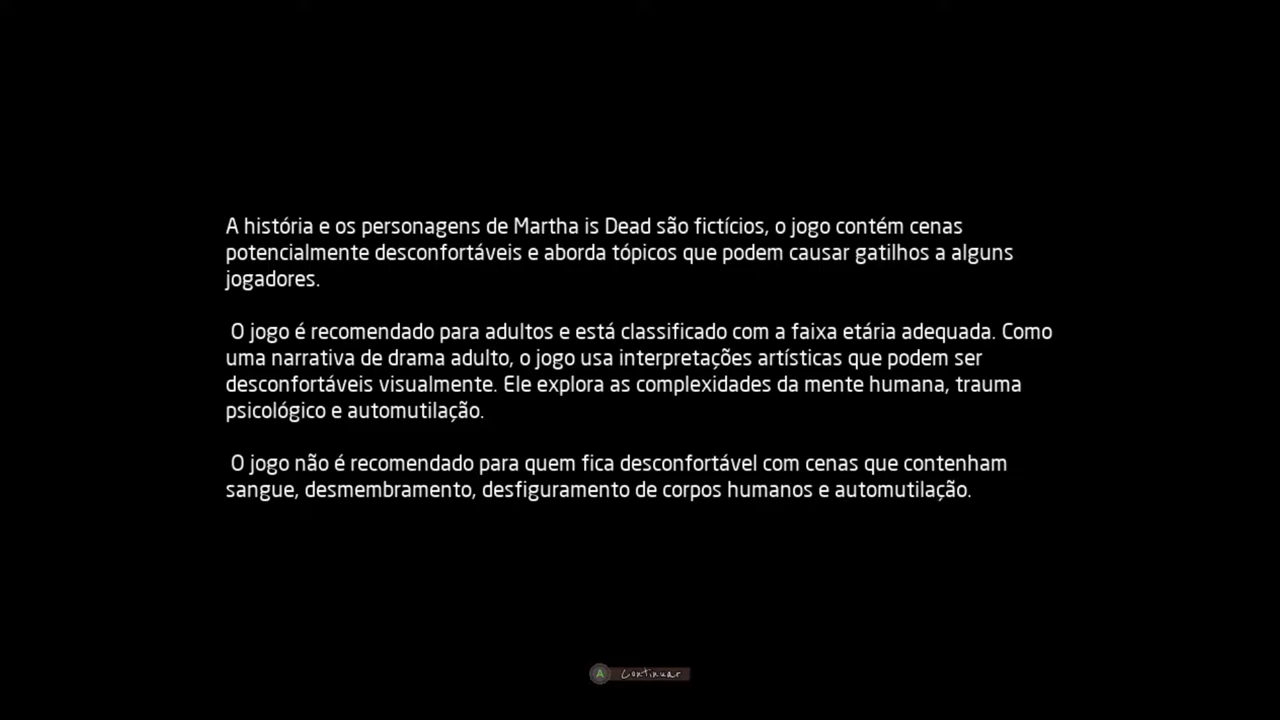 A história e os personagens de Martha is Dead são fictícios, o jogo contém cenas
potencialmente desconfortáveis e aborda tópicos que podem causar gatilhos a alguns
jogadores.
O jogo é recomendado para adultos e está classificado com a faixa etária adequada. Como
uma narrativa de drama adulto, o jogo usa interpretações artísticas que podem ser
desconfortáveis visualmente. Ele explora as complexidades da mente humana, trauma
psicológico e automutilação.
O jogo não é recomendado para quem fica desconfortável com cenas que contenham
sangue, desmembramento, desfiguramento de corpos humanos e automutilação.
A Continuar